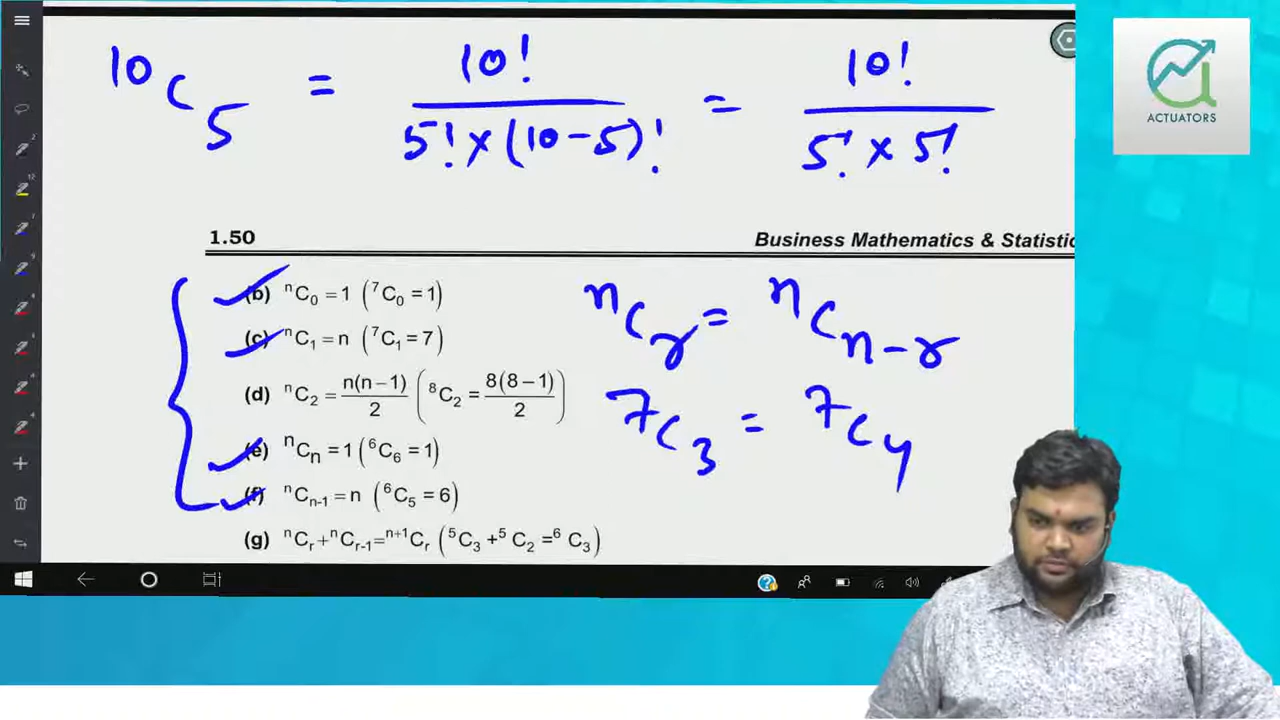 ¹⁰C₅ = 10! / (5! × (10 − 5)!) = 10! / (5! × 5!)
ACTUATORS
1.50 Business Mathematics & Statistic
(b) ⁿC₀ = 1 (⁷C₀ = 1)
(c) ⁿC₁ = n (⁷C₁ = 7)
(d) ⁿC₂ = n(n−1)/2 (⁸C₂ = 8(8−1)/2)
(e) ⁿCₙ = 1 (⁶C₆ = 1)
(f) ⁿCₙ₋₁ = n (⁶C₅ = 6)
(g) ⁿCᵣ + ⁿCᵣ₋₁ = ⁿ⁺¹Cᵣ (⁵C₃ + ⁵C₂ = ⁶C₃)
ⁿCᵣ = ⁿCₙ₋ᵣ
⁷C₃ = ⁷C₄